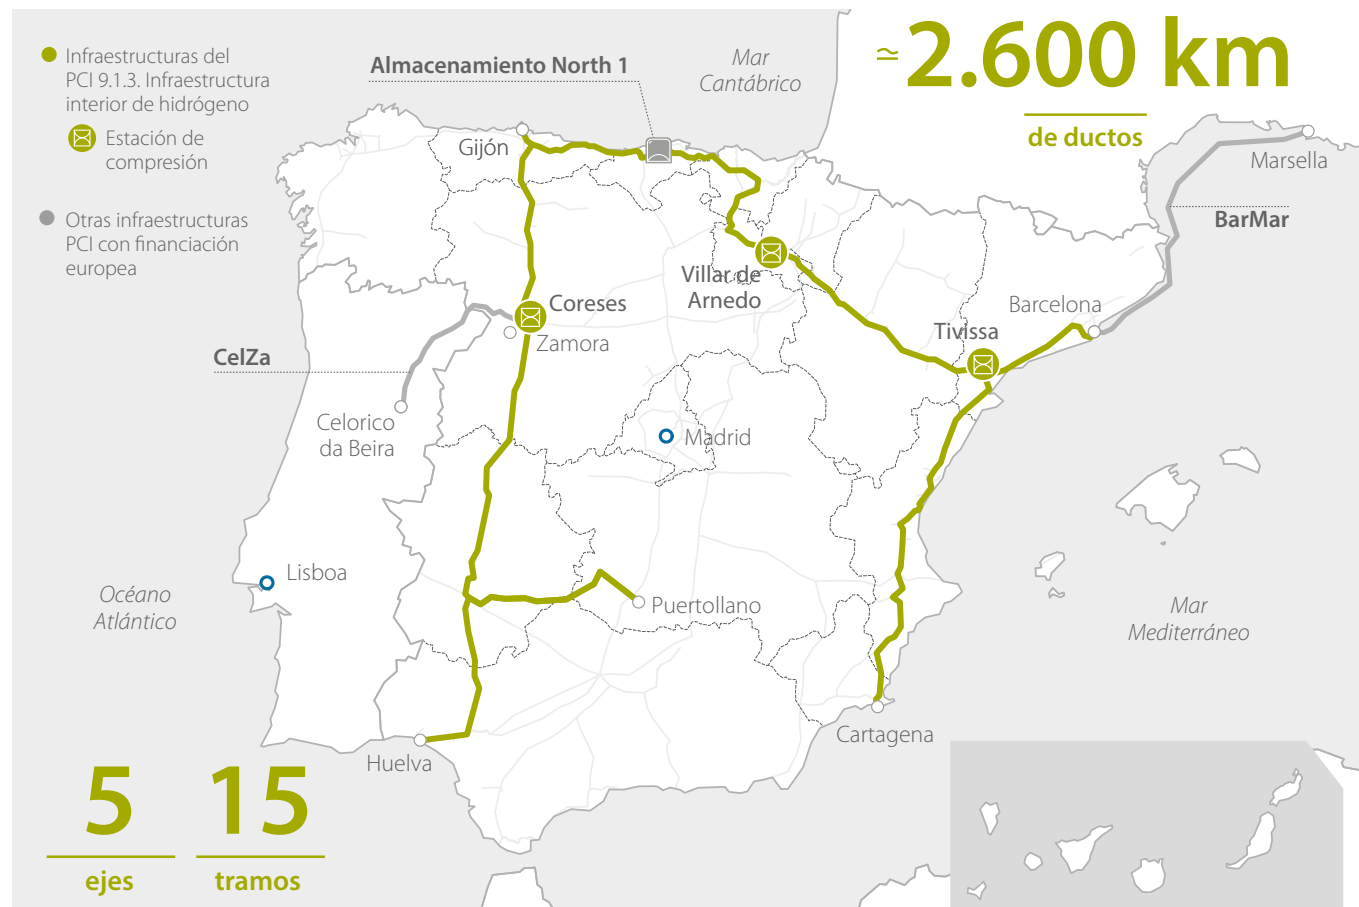 Infraestructuras del
PCI 9.1.3. Infraestructura
interior de hidrógeno
Estación de
compresión
Otras infraestructuras
PCI con financiación
europea
Almacenamiento North 1
Mar
Cantábrico
≃2.600 km
de ductos
Gijón
Marsella
BarMar
Villar de
Arnedo
Coreses
Zamora
Barcelona
Tivissa
CelZa
Celorico
da Beira
Madrid
Lisboa
Océano
Atlántico
Puertollano
Mar
Mediterráneo
Cartagena
Huelva
5
ejes
15
tramos